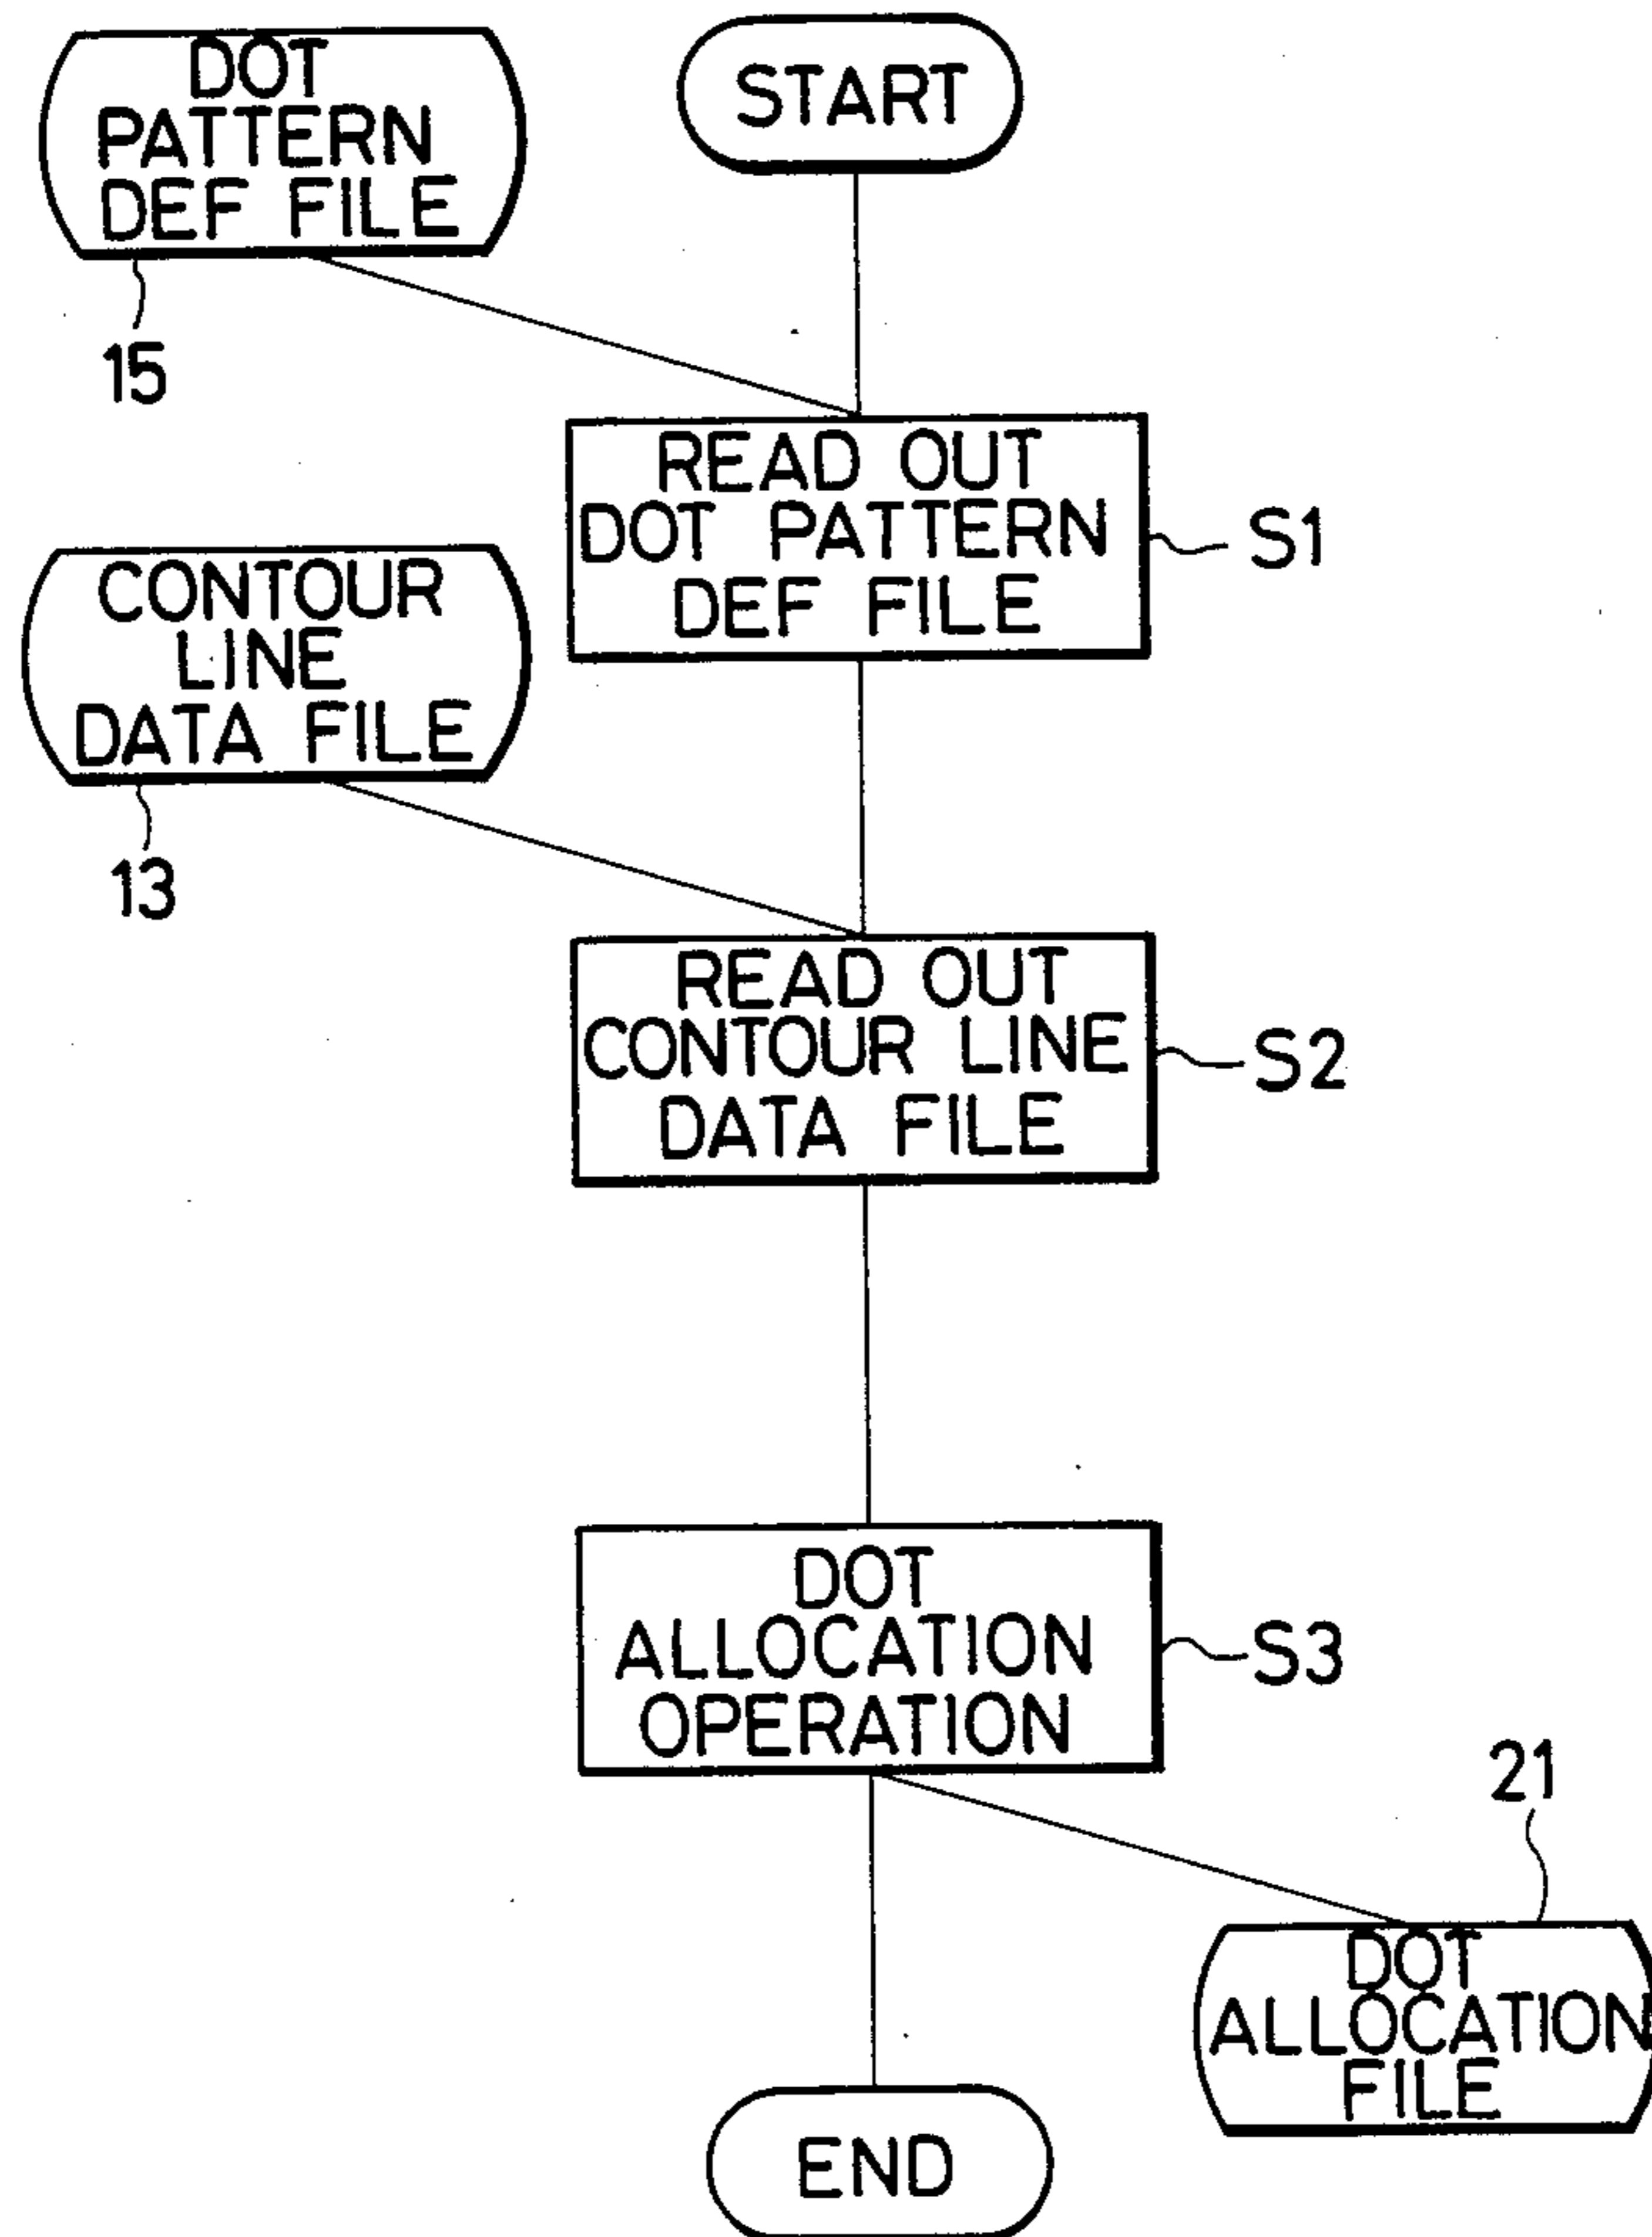 DOT
PATTERN
DEF FILE
15
START
READ OUT
DOT PATTERN
DEF FILE
S1
CONTOUR
LINE
DATA FILE
13
READ OUT
CONTOUR LINE
DATA FILE
S2
DOT
ALLOCATION
OPERATION
S3
21
DOT
ALLOCATION
FILE
END